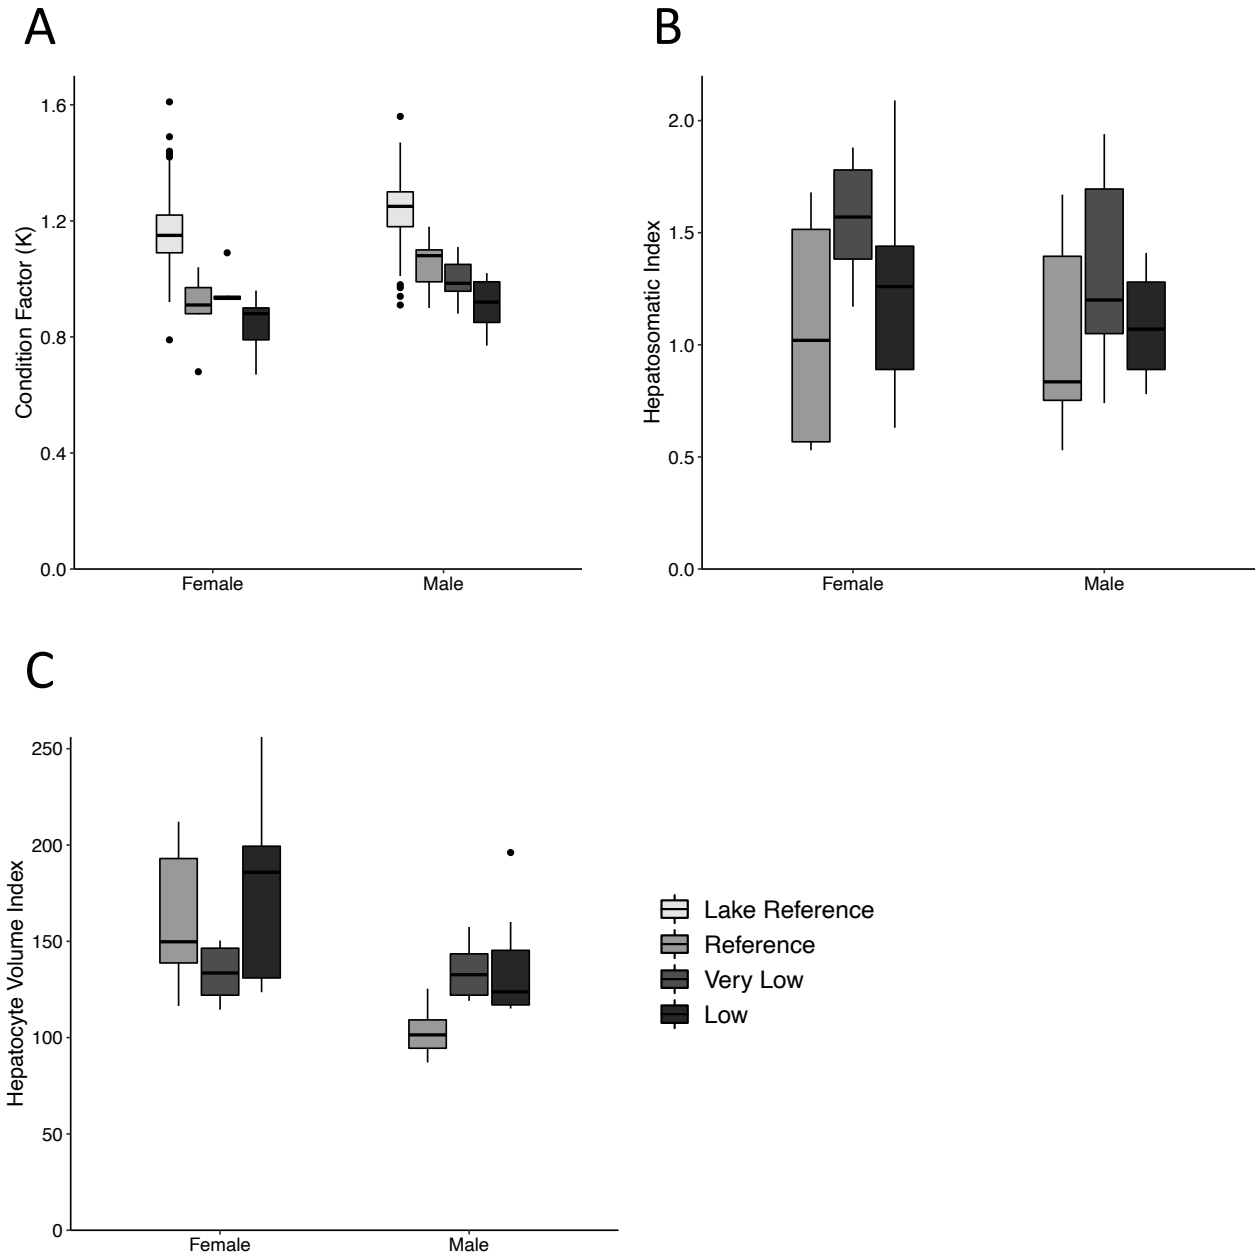 A
Condition Factor (K)
1.6
1.2
0.8
0.4
0.0
Female
Male
B
Hepatosomatic Index
2.0
1.5
1.0
0.5
0.0
Female
Male
C
Hepatocyte Volume Index
250
200
150
100
50
0
Female
Male
Lake Reference
Reference
Very Low
Low